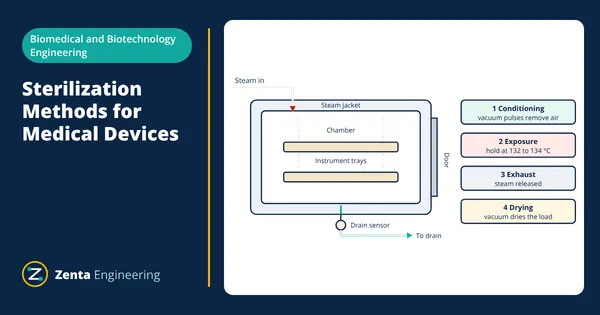 Biomedical and Biotechnology
Engineering
Sterilization
Methods for
Medical Devices
Zenta Engineering
Steam in
Steam jacket
Chamber
Instrument trays
Door
Drain sensor
To drain
1 Conditioning
vacuum pulses remove air
2 Exposure
hold at 132 to 134 °C
3 Exhaust
steam released
4 Drying
vacuum dries the load